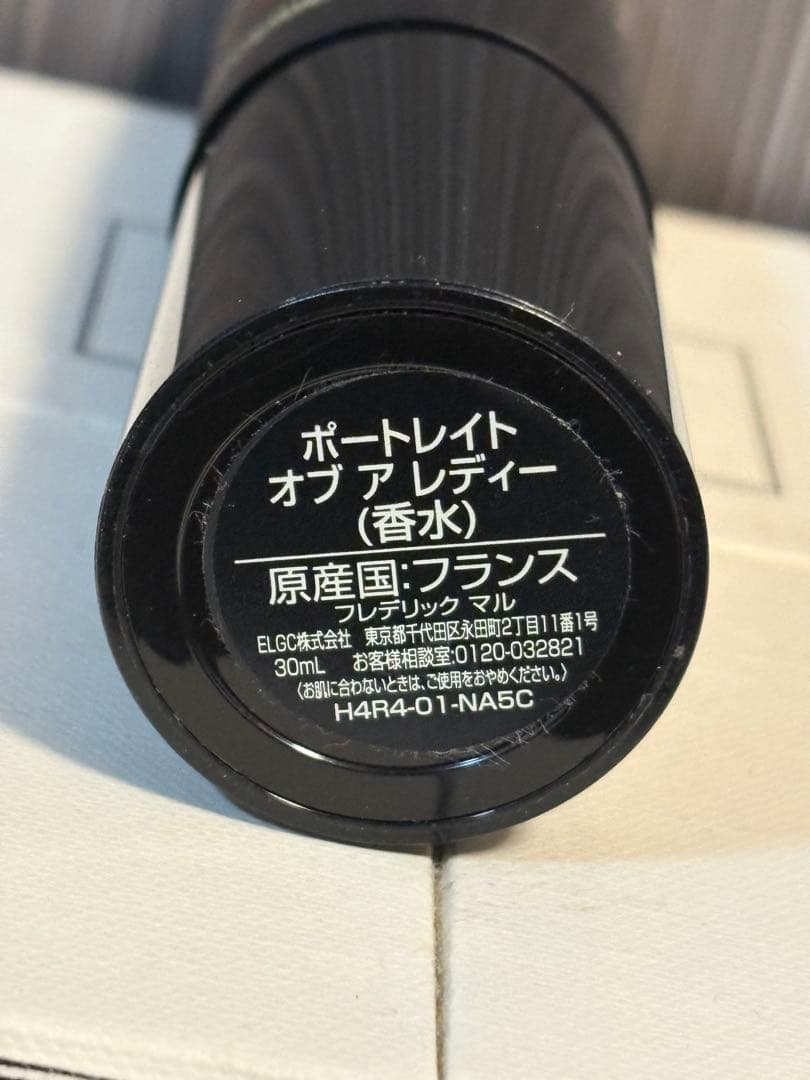 ポートレイト
オブ ア レディー
(香水)
原産国:フランス
フレデリック マル
ELGC株式会社 東京都千代田区永田町2丁目11番1号
30mL お客様相談室:0120-032821
〈お肌に合わないときは、ご使用をおやめください。〉
H4R4-01-NA5C